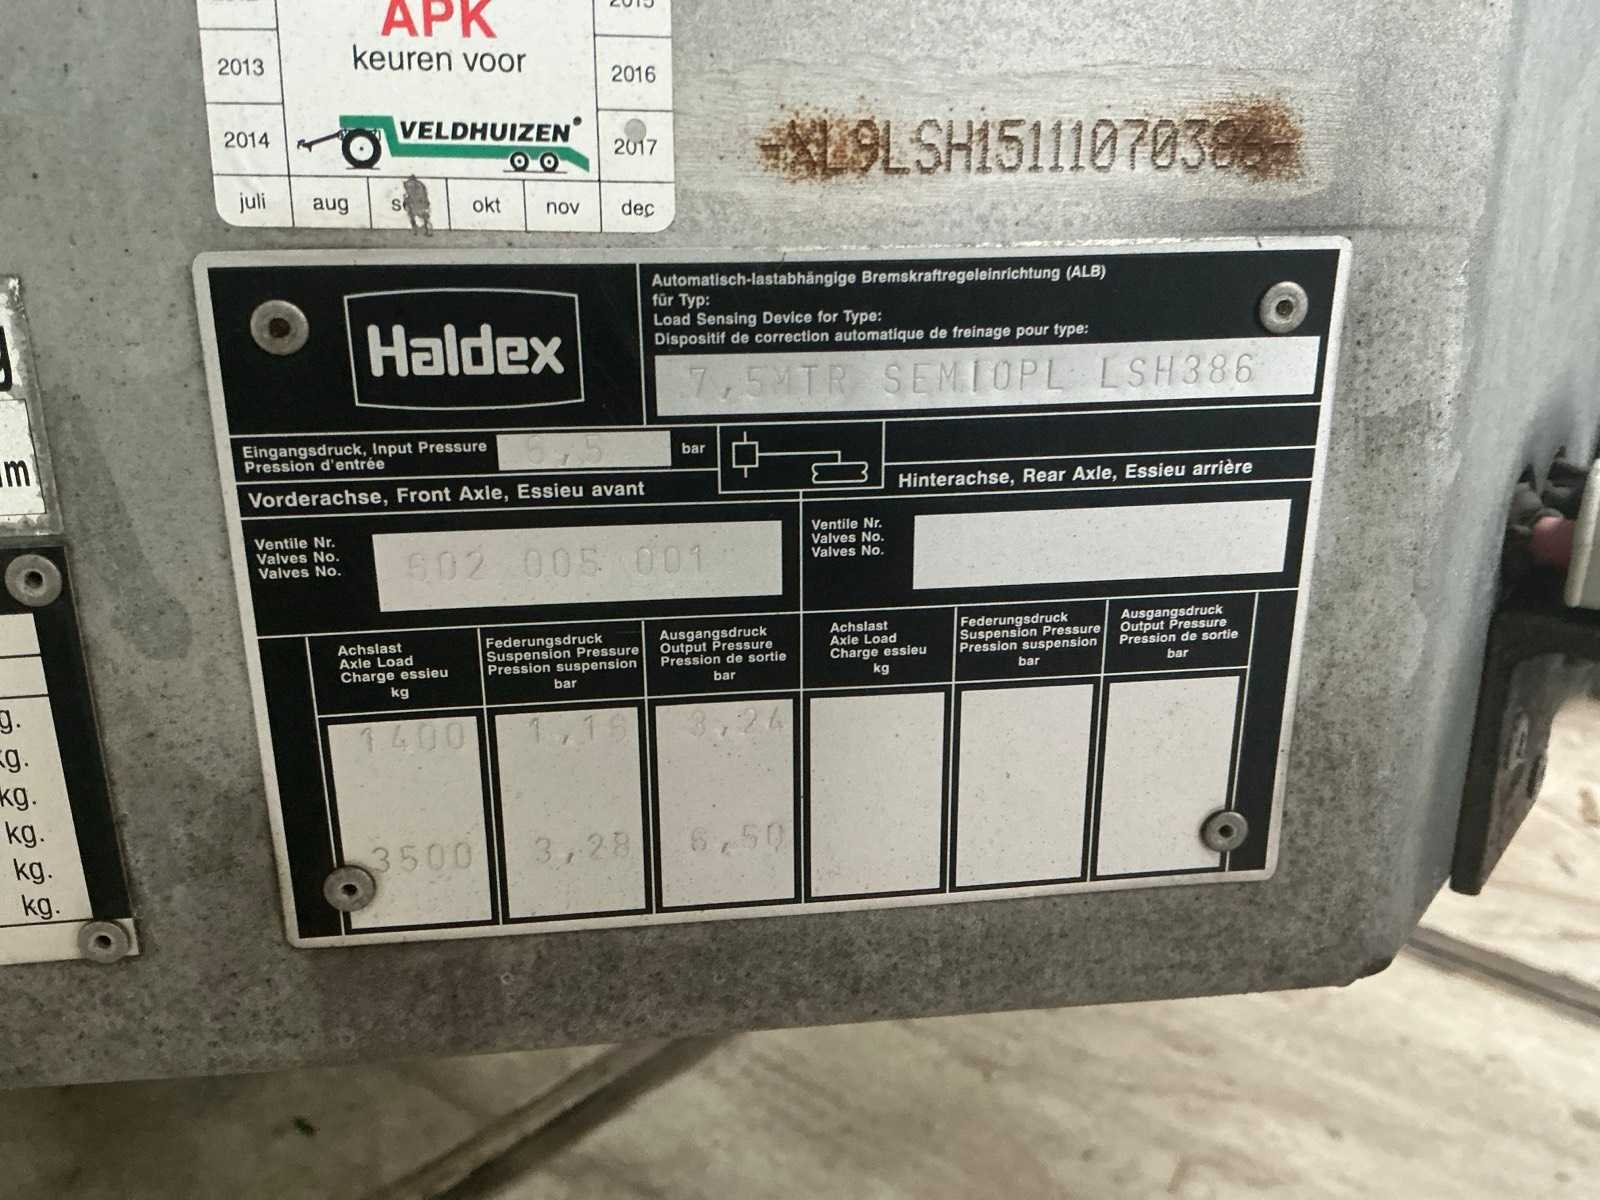 APK
2013
keuren voor
2016
2014
VELDHUIZEN®
2017
juli aug okt nov dec
-XL9LSH15111070386-
Haldex
Automatisch-lastabhängige Bremskraftregeleinrichtung (ALB)
für Typ:
Load Sensing Device for Type:
Dispositif de correction automatique de freinage pour type:
7,5MTR SEMIOPL LSH386
Eingangsdruck, Input Pressure
Pression d'entrée
6,5
bar
Vorderachse, Front Axle, Essieu avant
Hinterachse, Rear Axle, Essieu arrière
Ventile Nr.
Valves No.
Valves No.
602 005 001
Ventile Nr.
Valves No.
Valves No.
Achslast
Axle Load
Charge essieu
kg
Federungsdruck
Suspension Pressure
Pression suspension
bar
Ausgangsdruck
Output Pressure
Pression de sortie
bar
Achslast
Axle Load
Charge essieu
kg
Federungsdruck
Suspension Pressure
Pression suspension
bar
Ausgangsdruck
Output Pressure
Pression de sortie
bar
1400 1,16 3,24
3500 3,28 6,50
kg.
kg.
kg.
kg.
kg.